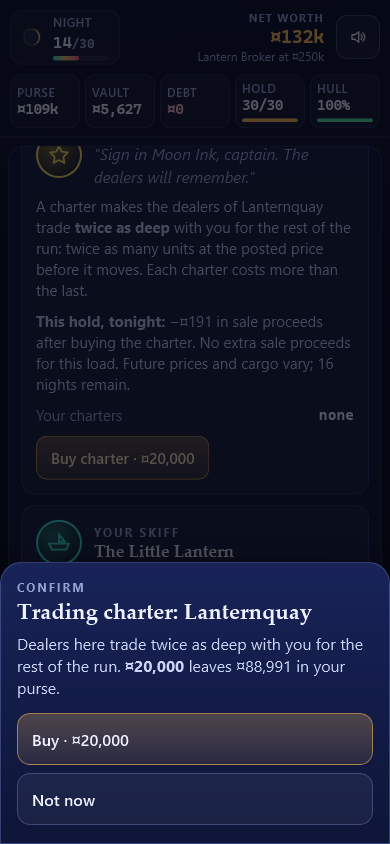 NIGHT
14/30
NET WORTH
¤132k
Lantern Broker at ¤250k
PURSE
¤109k
VAULT
¤5,627
DEBT
¤0
HOLD
30/30
HULL
100%
"Sign in Moon Ink, captain. The
dealers will remember."
A charter makes the dealers of Lanternquay
trade twice as deep with you for the rest of the
run: twice as many units at the posted price
before it moves. Each charter costs more than
the last.
This hold, tonight: −¤191 in sale proceeds
after buying the charter. No extra sale proceeds
for this load. Future prices and cargo vary; 16
nights remain.
Your charters
none
Buy charter · ¤20,000
YOUR SKIFF
The Little Lantern
CONFIRM
Trading charter: Lanternquay
Dealers here trade twice as deep with you for the
rest of the run. ¤20,000 leaves ¤88,991 in your
purse.
Buy · ¤20,000
Not now